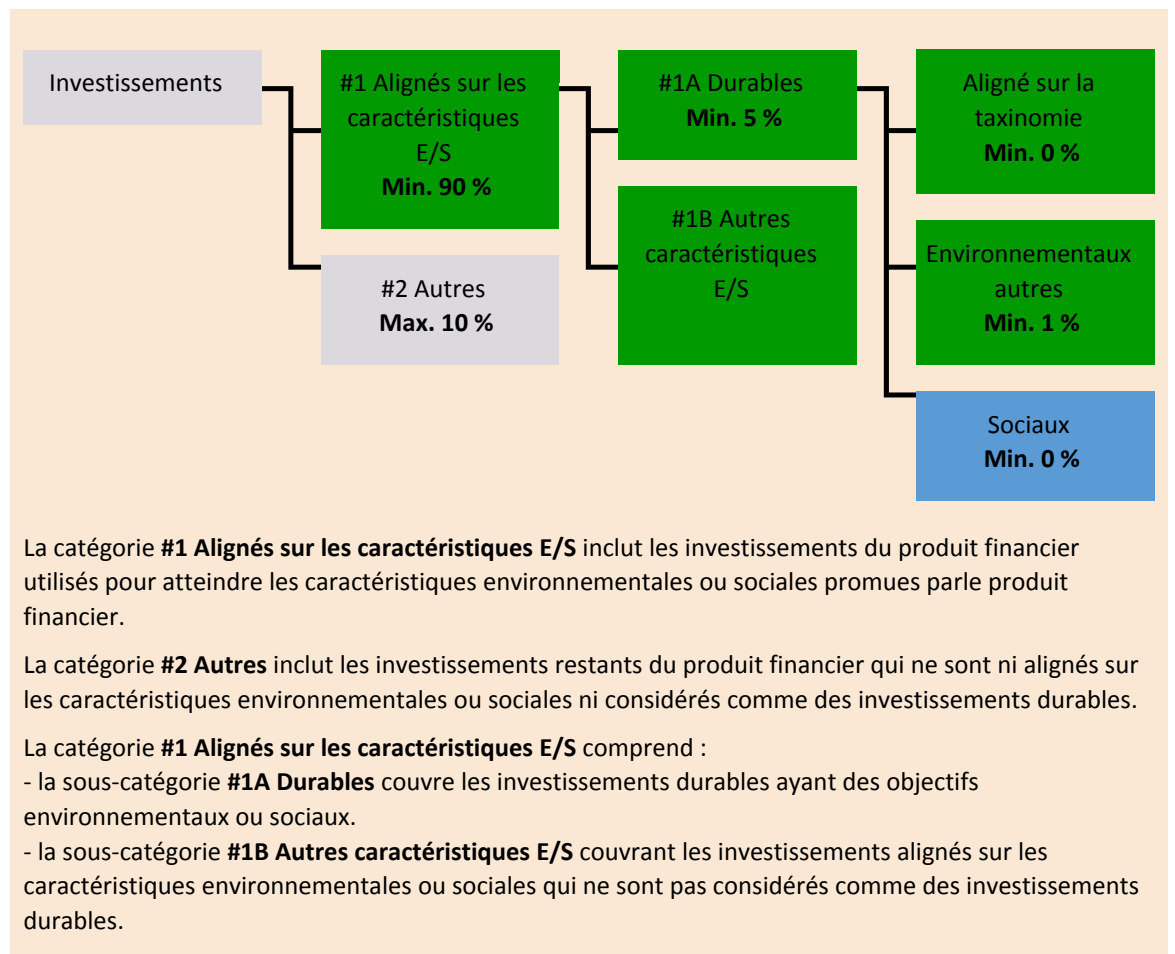 Investissements
#1 Alignés sur les
caractéristiques
E/S
Min. 90 %
#2 Autres
Max. 10 %
#1A Durables
Min. 5 %
#1B Autres
caractéristiques
E/S
Aligné sur la
taxinomie
Min. 0 %
Environnementaux
autres
Min. 1 %
Sociaux
Min. 0 %
La catégorie #1 Alignés sur les caractéristiques E/S inclut les investissements du produit financier
utilisés pour atteindre les caractéristiques environnementales ou sociales promues parle produit
financier.
La catégorie #2 Autres inclut les investissements restants du produit financier qui ne sont ni alignés sur
les caractéristiques environnementales ou sociales ni considérés comme des investissements durables.
La catégorie #1 Alignés sur les caractéristiques E/S comprend :
- la sous-catégorie #1A Durables couvre les investissements durables ayant des objectifs
environnementaux ou sociaux.
- la sous-catégorie #1B Autres caractéristiques E/S couvrant les investissements alignés sur les
caractéristiques environnementales ou sociales qui ne sont pas considérés comme des investissements
durables.